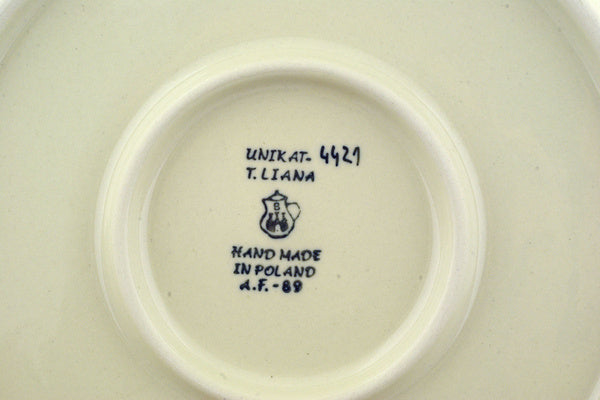 UNIKAT- 4421
T. LIANA
B
HAND MADE
IN POLAND
A.F.-89